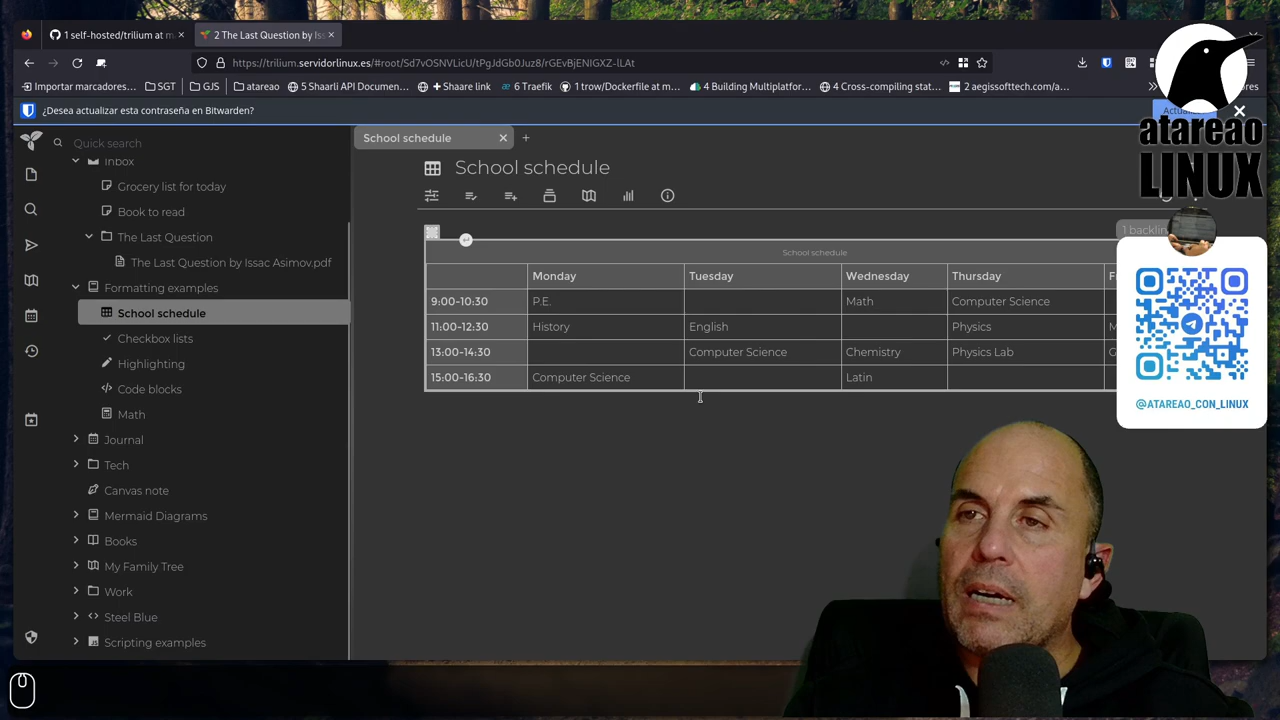 1 self-hosted/trilium at m
2 The Last Question by Iss
https://trilium.servidorlinux.es/#root/Sd7vOSNVLicU/tPgJdGb0Juz8/rGEvBjENIGXZ-lLAt
Importar marcadores…
SGT
GJS
atareao
5 Shaarli API Documen…
Share link
6 Traefik
1 trow/Dockerfile at m…
4 Building Multiplatfor…
4 Cross-compiling stat…
2 aegissofttech.com/a…
ores
¿Desea actualizar esta contraseña en Bitwarden?
atareao
LINUX
Quick search
Inbox
Grocery list for today
Book to read
The Last Question
The Last Question by Issac Asimov.pdf
Formatting examples
School schedule
Checkbox lists
Highlighting
Code blocks
Math
Journal
Tech
Canvas note
Mermaid Diagrams
Books
My Family Tree
Work
Steel Blue
Scripting examples
School schedule
School schedule
1 backlin
School schedule
Monday Tuesday Wednesday Thursday
9:00-10:30 P.E. Math Computer Science
11:00-12:30 History English Physics
13:00-14:30 Computer Science Chemistry Physics Lab
15:00-16:30 Computer Science Latin
@ATAREAO_CON_LINUX